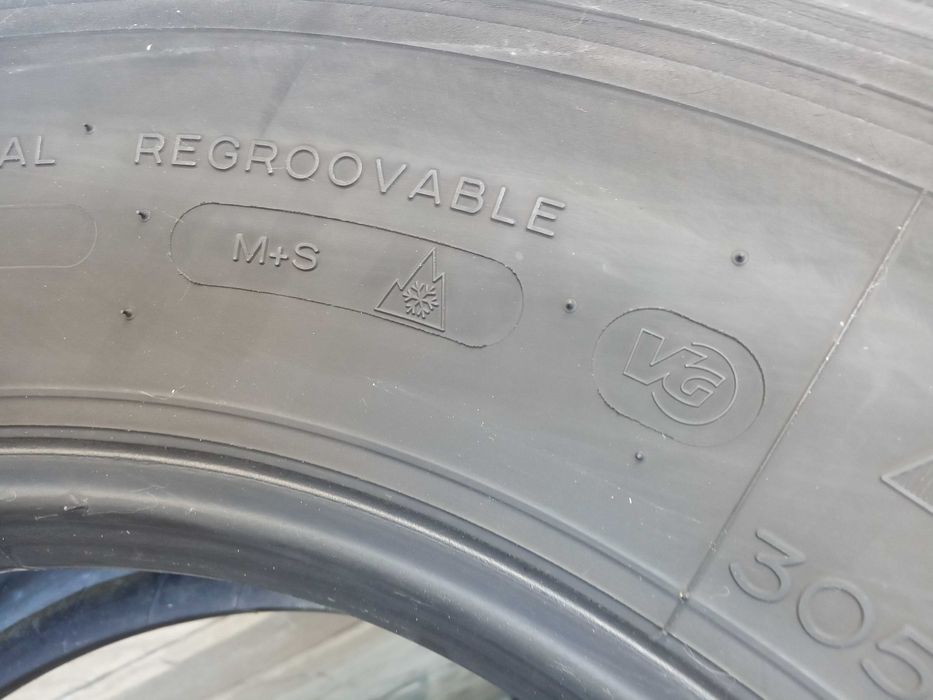 AL REGROOVABLE
M+S
VG
305